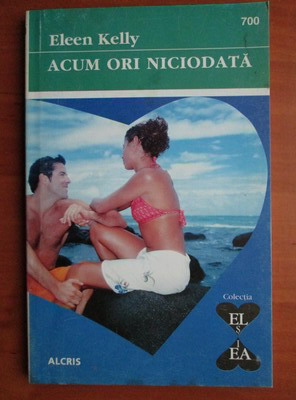 700
Eleen Kelly
ACUM ORI NICIODATĂ
Colecția
EL
ȘI
EA
ALCRIS